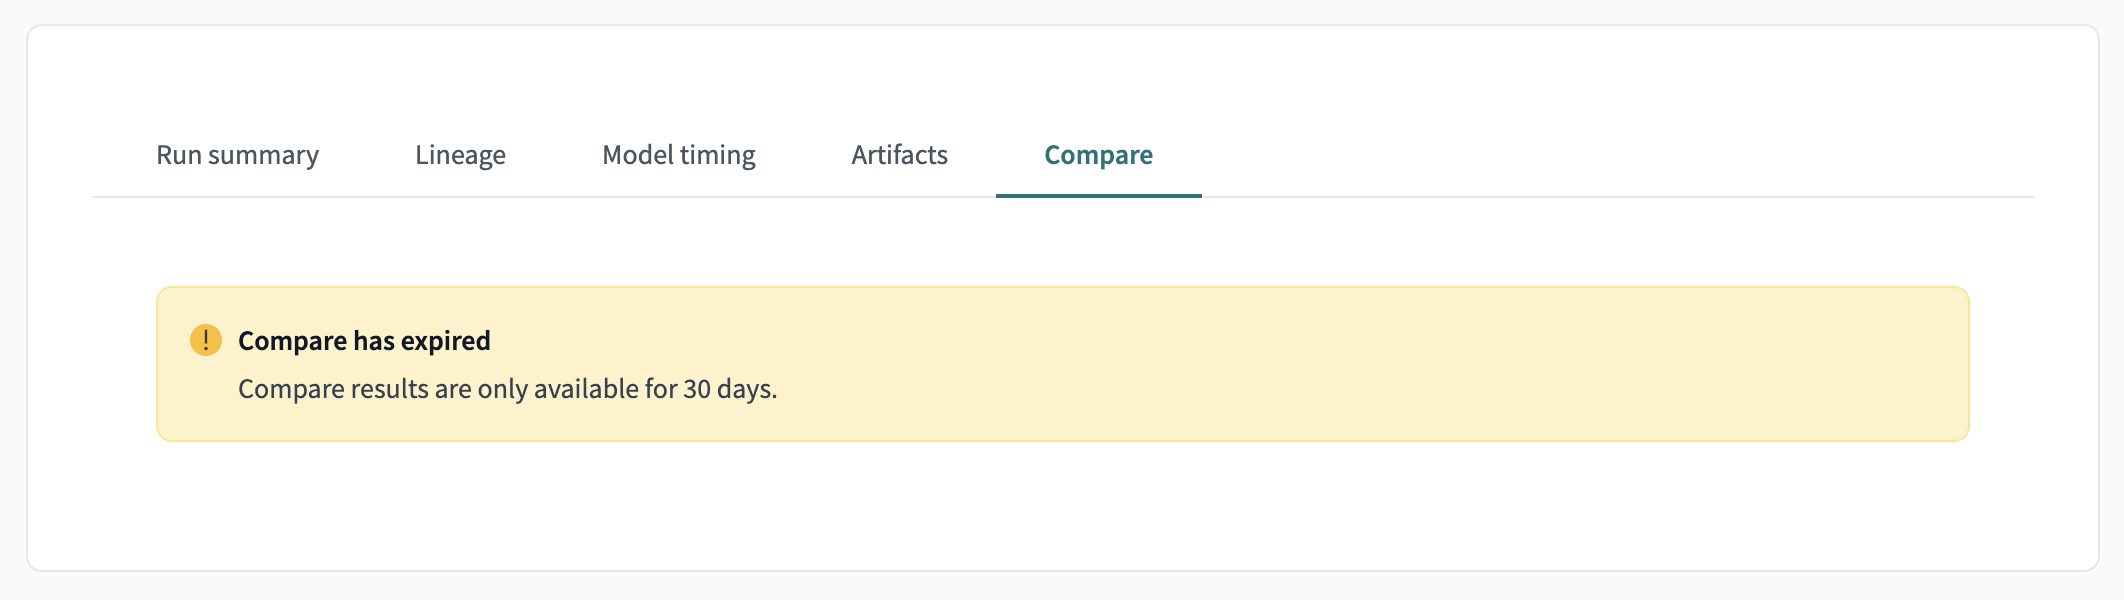 Run summary Lineage Model timing Artifacts Compare
! Compare has expired
Compare results are only available for 30 days.